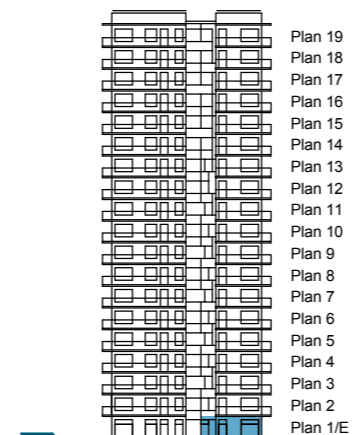 Plan 19
Plan 18
Plan 17
Plan 16
Plan 15
Plan 14
Plan 13
Plan 12
Plan 11
Plan 10
Plan 9
Plan 8
Plan 7
Plan 6
Plan 5
Plan 4
Plan 3
Plan 2
Plan 1/E